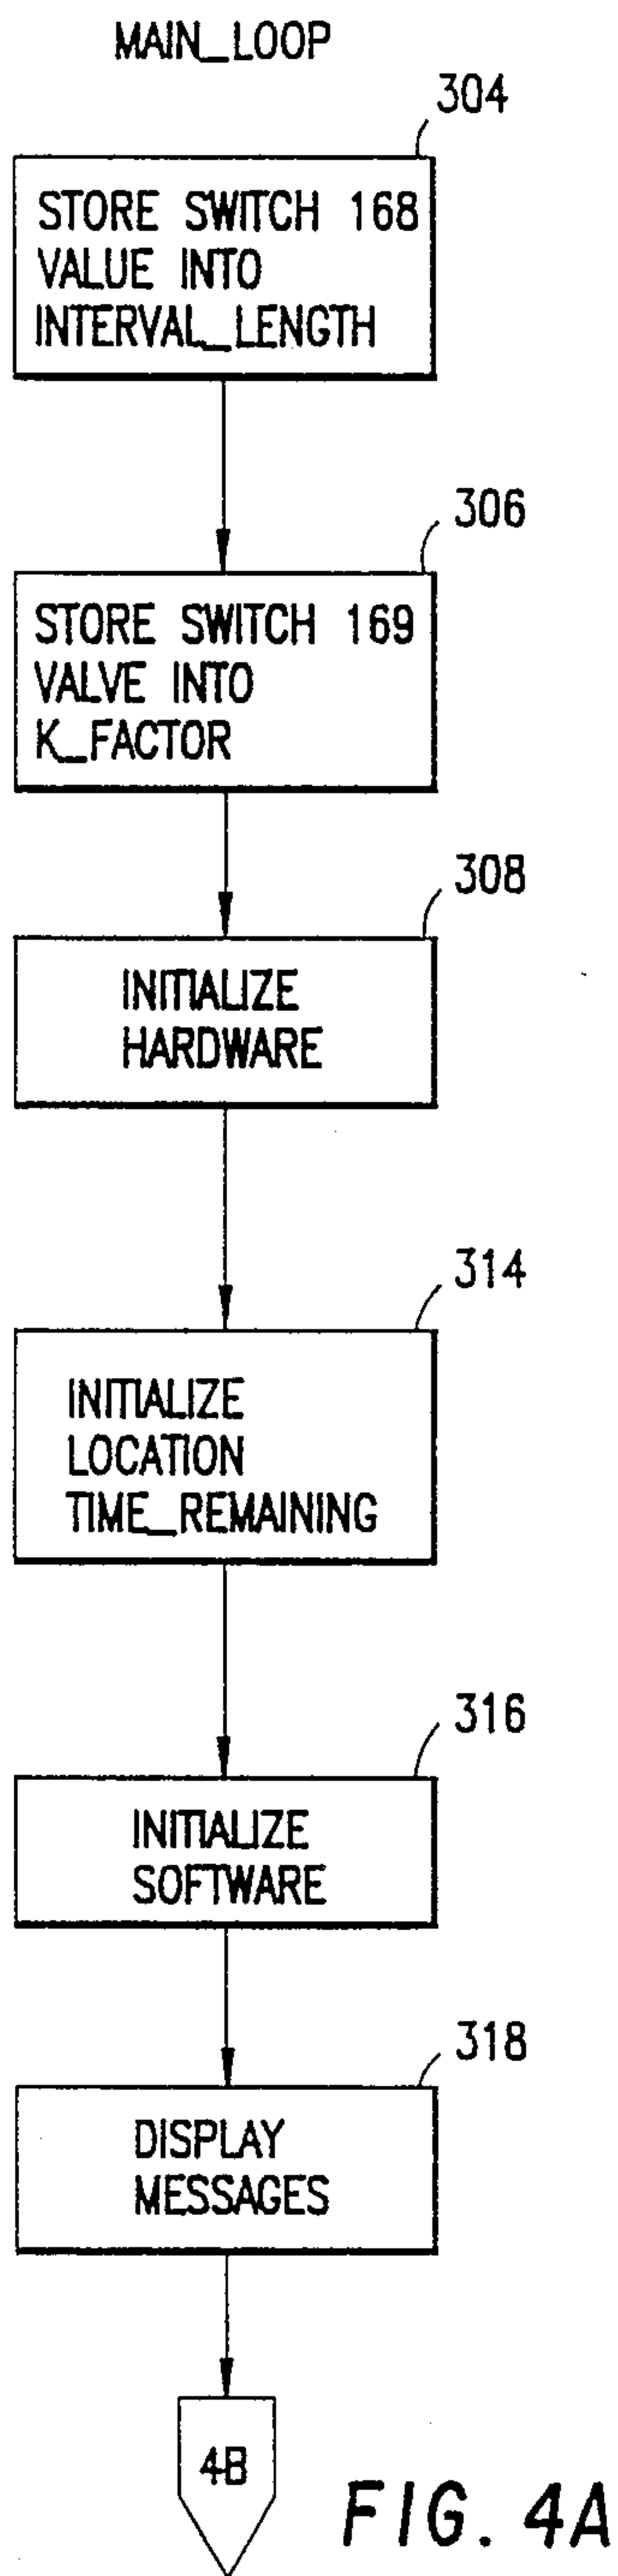 MAIN_LOOP
304
STORE SWITCH 168
VALUE INTO
INTERVAL_LENGTH
306
STORE SWITCH 169
VALVE INTO
K_FACTOR
308
INITIALIZE
HARDWARE
314
INITIALIZE
LOCATION
TIME_REMAINING
316
INITIALIZE
SOFTWARE
318
DISPLAY
MESSAGES
4B
FIG. 4A